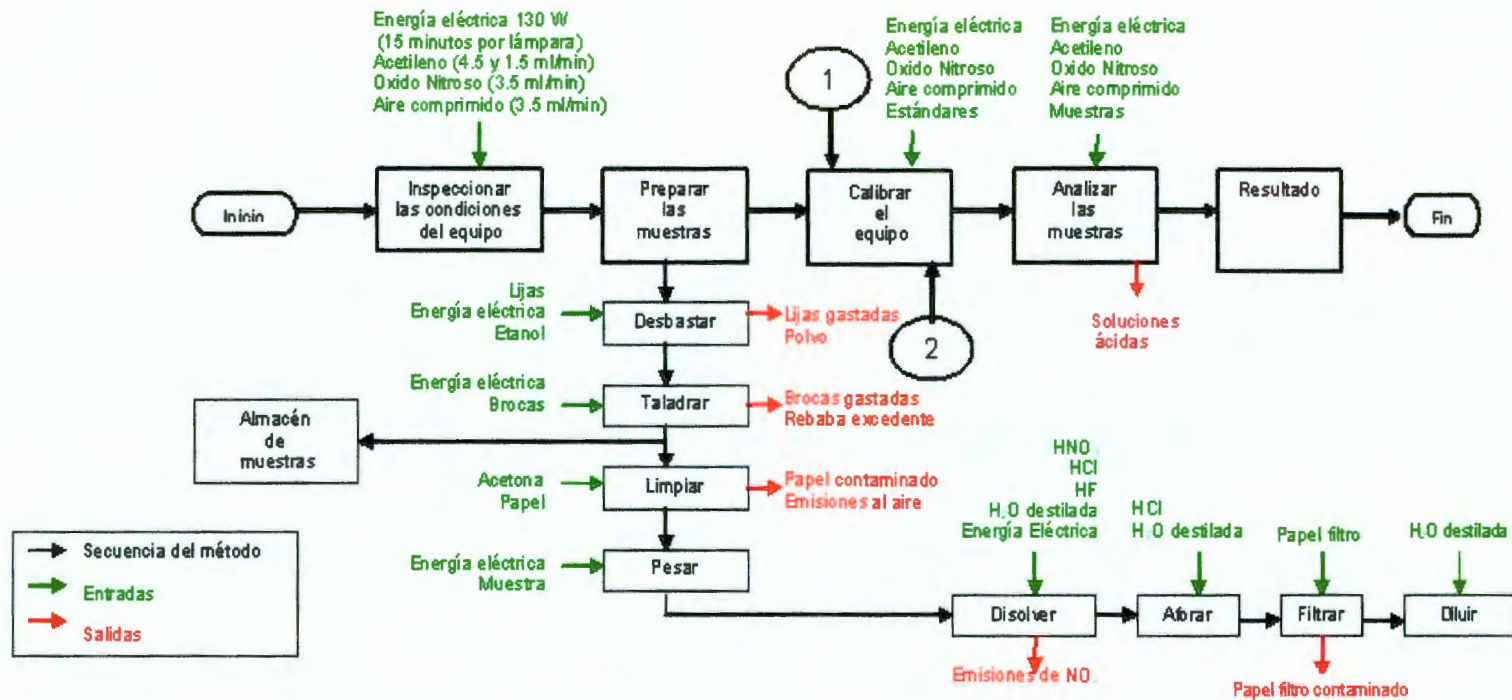 Energía eléctrica 130 W
(15 minutos por lámpara)
Acetileno (4.5 y 1.5 ml/min)
Oxido Nitroso (3.5 ml/min)
Aire comprimido (3.5 ml/min)
1
Energía eléctrica
Acetileno
Oxido Nitroso
Aire comprimido
Estándares
Energía eléctrica
Acetileno
Oxido Nitroso
Aire comprimido
Muestras
Inicio
Inspeccionar
las condiciones
del equipo
Preparar
las
muestras
Calibrar
el
equipo
Analizar
las
muestras
Resultado
Fin
Lijas
Energía eléctrica
Etanol
Desbastar
Lijas gastadas
Polvo
2
Soluciones
ácidas
Energía eléctrica
Brocas
Taladrar
Brocas gastadas
Rebaba excedente
Almacén
de
muestras
Acetona
Papel
Limpiar
Papel contaminado
Emisiones al aire
Energía eléctrica
Muestra
Pesar
HNO
HCl
HF
H₂O destilada
Energía Eléctrica
HCl
H₂O destilada
Papel filtro
H₂O destilada
Disolver
Aforar
Filtrar
Diluir
Emisiones de NO
Papel filtro contaminado
Secuencia del método
Entradas
Salidas